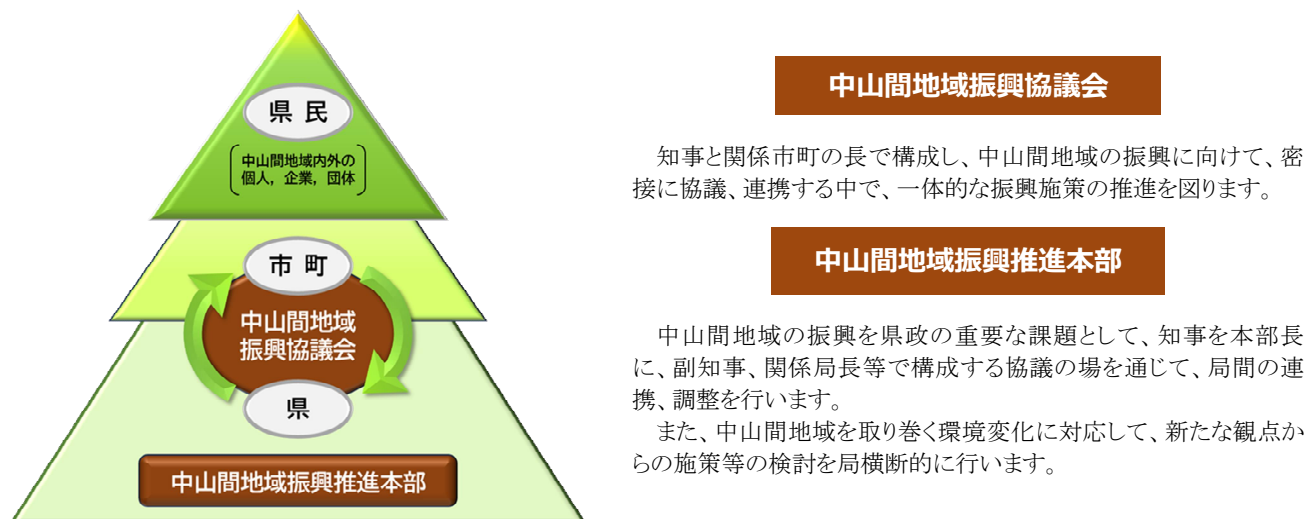 県 民
中山間地域内外の
個人，企業，団体
市 町
中山間地域
振興協議会
県
中山間地域振興推進本部
中山間地域振興協議会
知事と関係市町の長で構成し、中山間地域の振興に向けて、密
接に協議、連携する中で、一体的な振興施策の推進を図ります。
中山間地域振興推進本部
中山間地域の振興を県政の重要な課題として、知事を本部長
に、副知事、関係局長等で構成する協議の場を通じて、局間の連
携、調整を行います。
また、中山間地域を取り巻く環境変化に対応して、新たな観点か
らの施策等の検討を局横断的に行います。